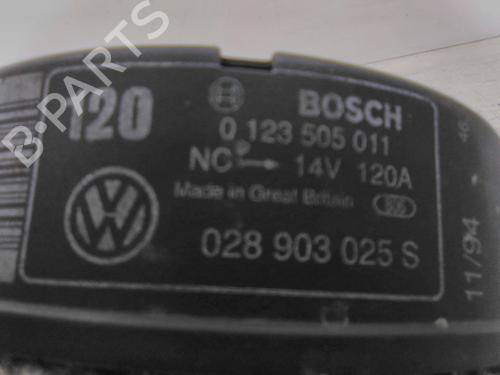 B-PARTS
120
BOSCH
0 123 505 011
NC 14V 120A
Made in Great Britain
028 903 025 S
11/94